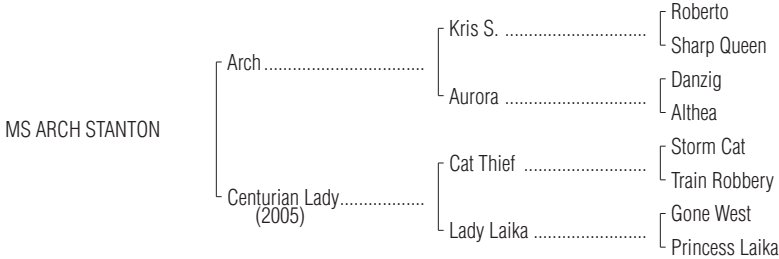 Roberto
Kris S. ........................................
Sharp Queen
Arch ..............................................
Danzig
Aurora ........................................
Althea
MS ARCH STANTON
Storm Cat
Cat Thief ...................................
Train Robbery
Centurian Lady........................
(2005)
Gone West
Lady Laika ................................
Princess Laika